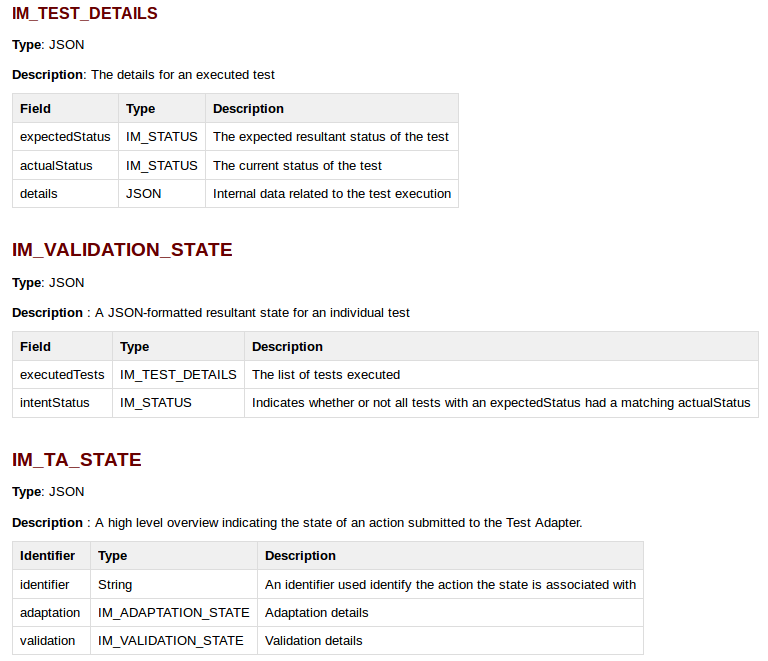 IM_TEST_DETAILS
Type: JSON
Description: The details for an executed test
Field Type Description
expectedStatus IM_STATUS The expected resultant status of the test
actualStatus IM_STATUS The current status of the test
details JSON Internal data related to the test execution
IM_VALIDATION_STATE
Type: JSON
Description : A JSON-formatted resultant state for an individual test
Field Type Description
executedTests IM_TEST_DETAILS The list of tests executed
intentStatus IM_STATUS Indicates whether or not all tests with an expectedStatus had a matching actualStatus
IM_TA_STATE
Type: JSON
Description : A high level overview indicating the state of an action submitted to the Test Adapter.
Identifier Type Description
identifier String An identifier used identify the action the state is associated with
adaptation IM_ADAPTATION_STATE Adaptation details
validation IM_VALIDATION_STATE Validation details